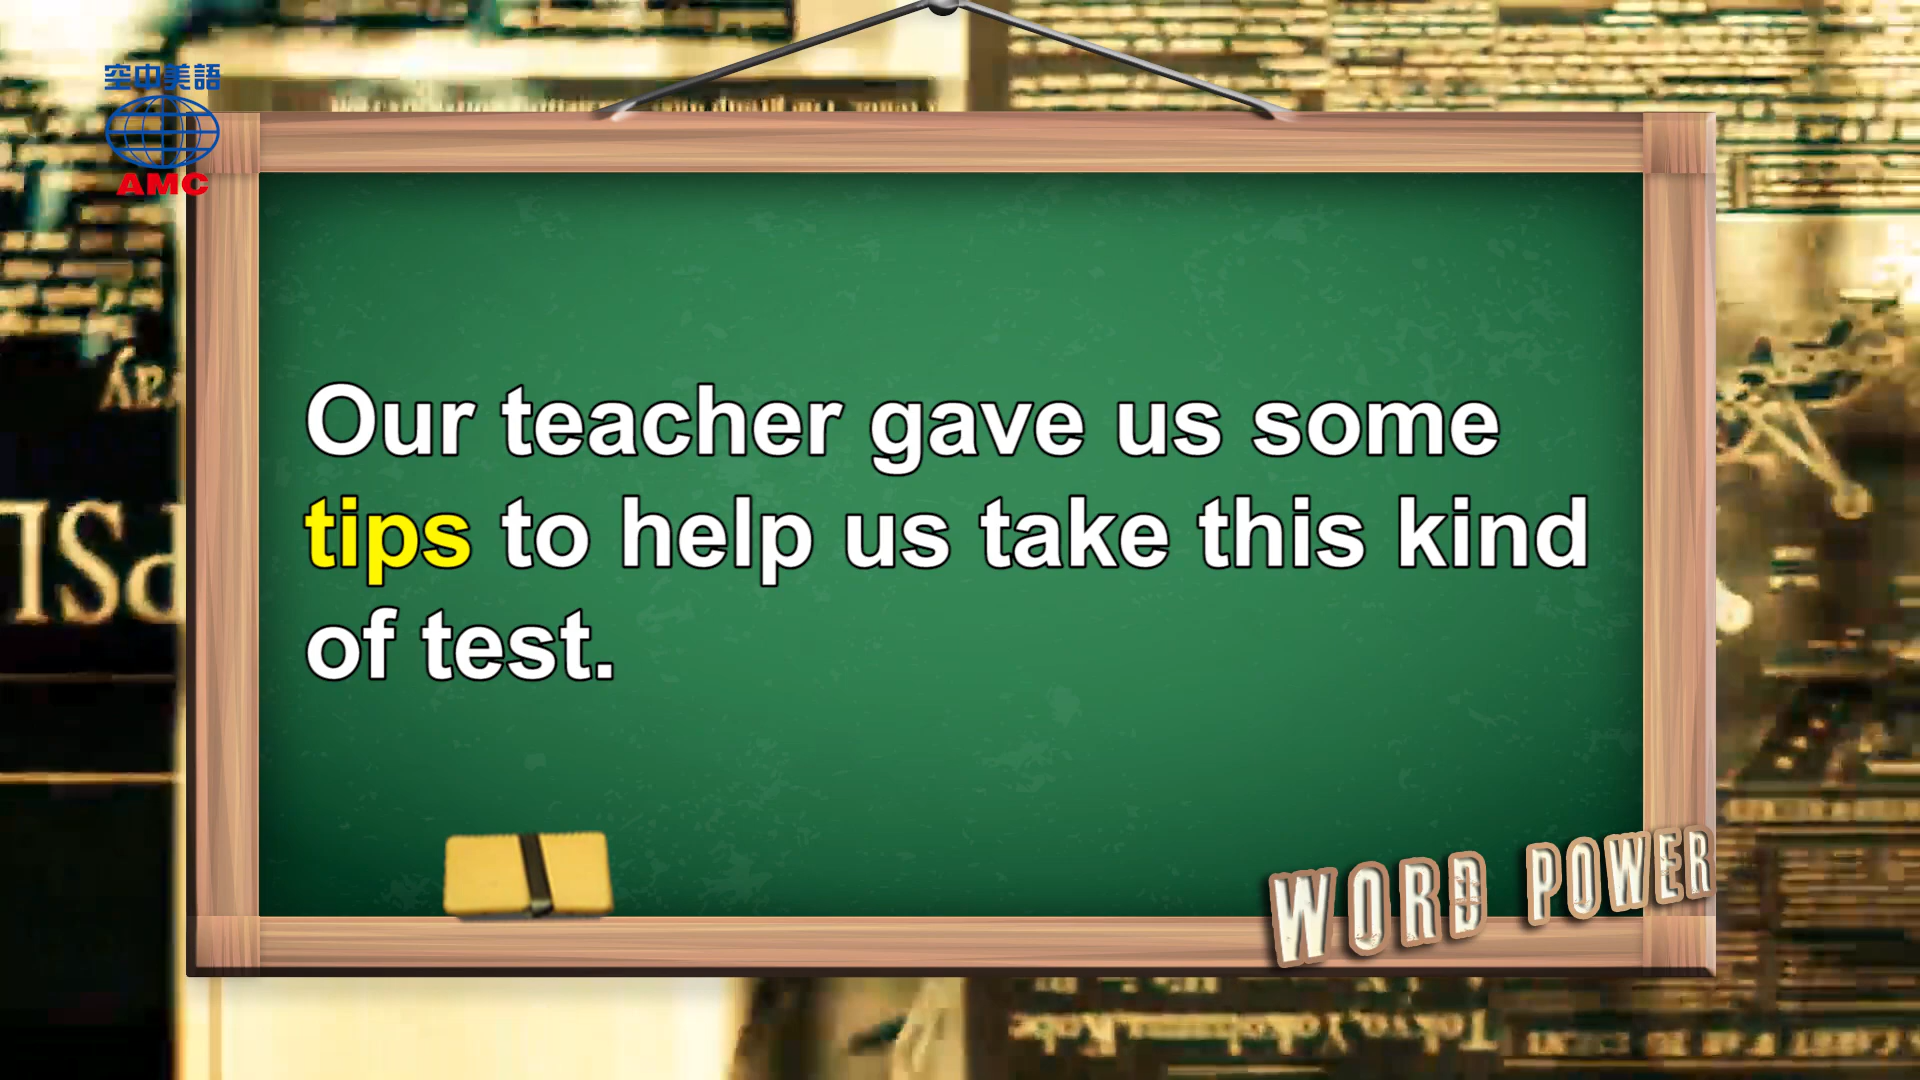 空中美語
AMC
Our teacher gave us some
tips to help us take this kind
of test.
WORD POWER